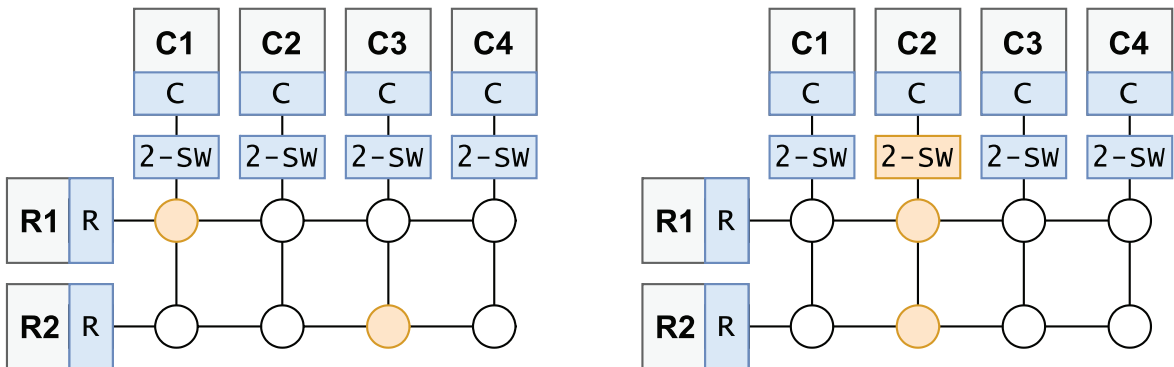 C1 C2 C3 C4 C1 C2 C3 C4
C C C C C C C C
2-SW 2-SW 2-SW 2-SW 2-SW 2-SW 2-SW 2-SW
R1 R R1 R
R2 R R2 R